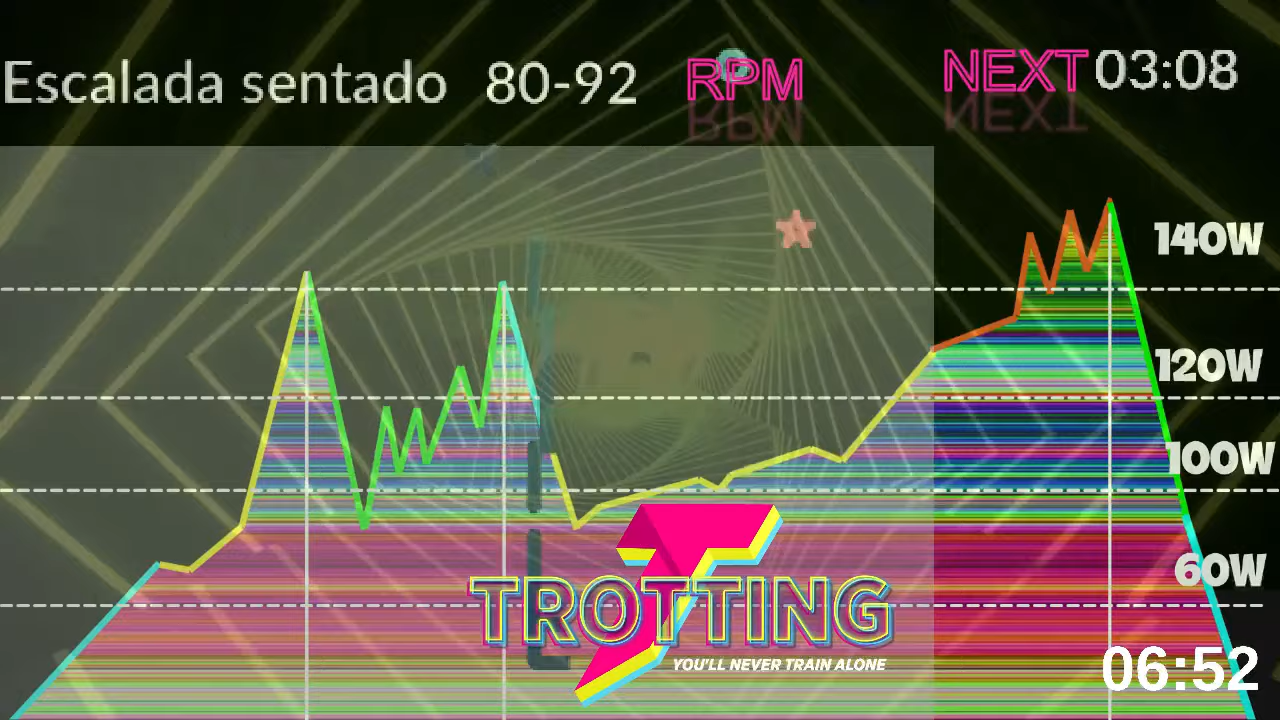 Escalada sentado 80-92 RPM NEXT 03:08
140W
120W
100W
60W
TROTTING
YOU'LL NEVER TRAIN ALONE
06:52